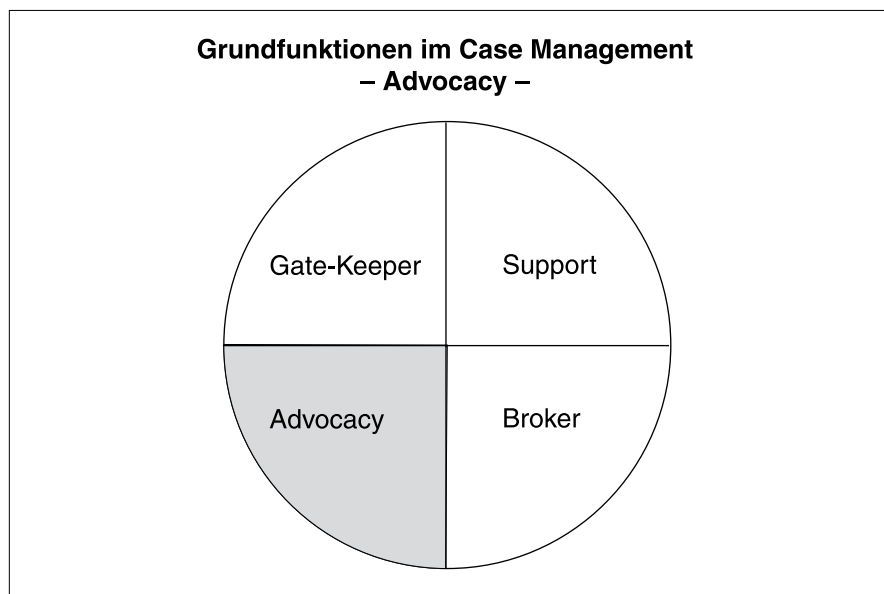 Grundfunktionen im Case Management
– Advocacy –
Gate-Keeper
Support
Advocacy
Broker